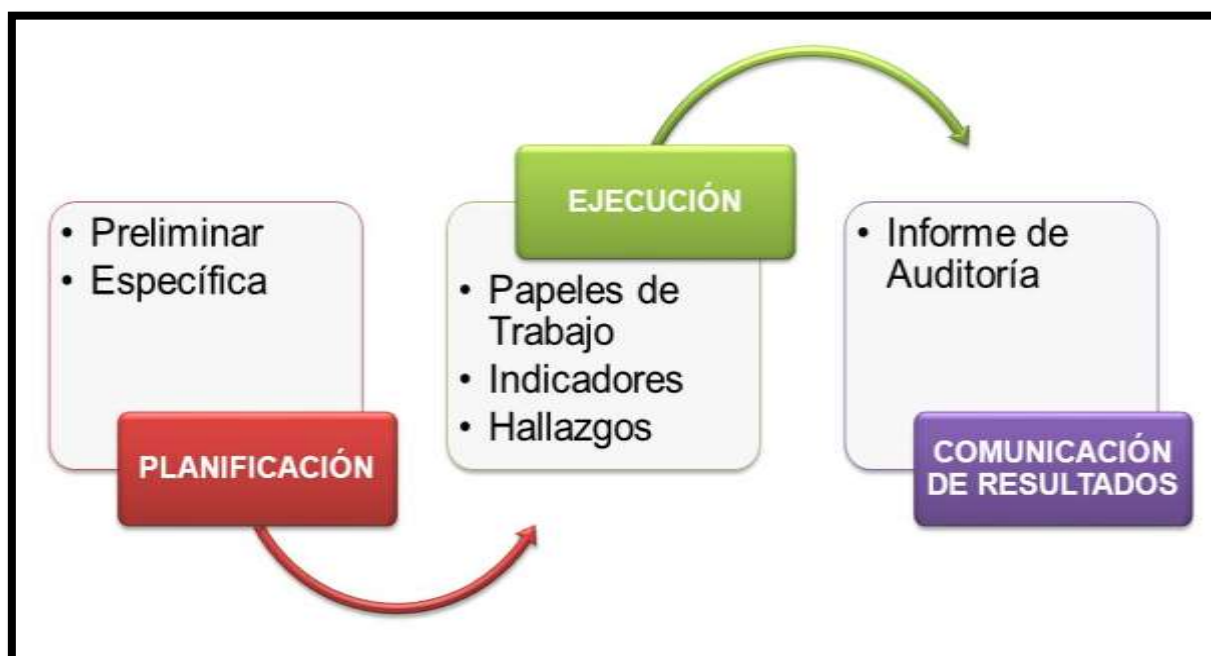 • Preliminar
• Específica
PLANIFICACIÓN
EJECUCIÓN
• Papeles de
Trabajo
• Indicadores
• Hallazgos
• Informe de
Auditoría
COMUNICACIÓN
DE RESULTADOS